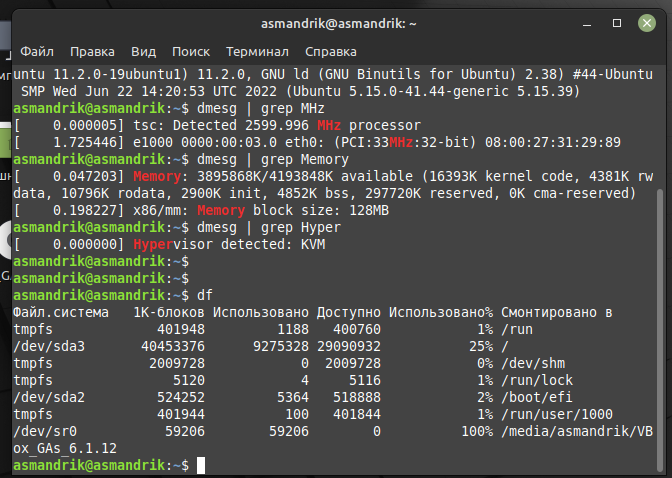 asmandrik@asmandrik: ~
Файл Правка Вид Поиск Терминал Справка
untu 11.2.0-19ubuntu1) 11.2.0, GNU ld (GNU Binutils for Ubuntu) 2.38) #44-Ubuntu
SMP Wed Jun 22 14:20:53 UTC 2022 (Ubuntu 5.15.0-41.44-generic 5.15.39)
asmandrik@asmandrik:~$ dmesg | grep MHz
[    0.000005] tsc: Detected 2599.996 MHz processor
[    1.725446] e1000 0000:00:03.0 eth0: (PCI:33MHz:32-bit) 08:00:27:31:29:89
asmandrik@asmandrik:~$ dmesg | grep Memory
[    0.047203] Memory: 3895868K/4193848K available (16393K kernel code, 4381K rw
data, 10796K rodata, 2900K init, 4852K bss, 297720K reserved, 0K cma-reserved)
[    0.198227] x86/mm: Memory block size: 128MB
asmandrik@asmandrik:~$ dmesg | grep Hyper
[    0.000000] Hypervisor detected: KVM
asmandrik@asmandrik:~$
asmandrik@asmandrik:~$
asmandrik@asmandrik:~$ df
Файл.система   1K-блоков Использовано Доступно Использовано% Смонтировано в
tmpfs             401948         1188   400760            1% /run
/dev/sda3       40453376      9275328 29090932           25% /
tmpfs            2009728            0  2009728            0% /dev/shm
tmpfs               5120            4     5116            1% /run/lock
/dev/sda2         524252         5364   518888            2% /boot/efi
tmpfs             401944          100   401844            1% /run/user/1000
/dev/sr0           59206        59206        0          100% /media/asmandrik/VB
ox_GAs_6.1.12
asmandrik@asmandrik:~$